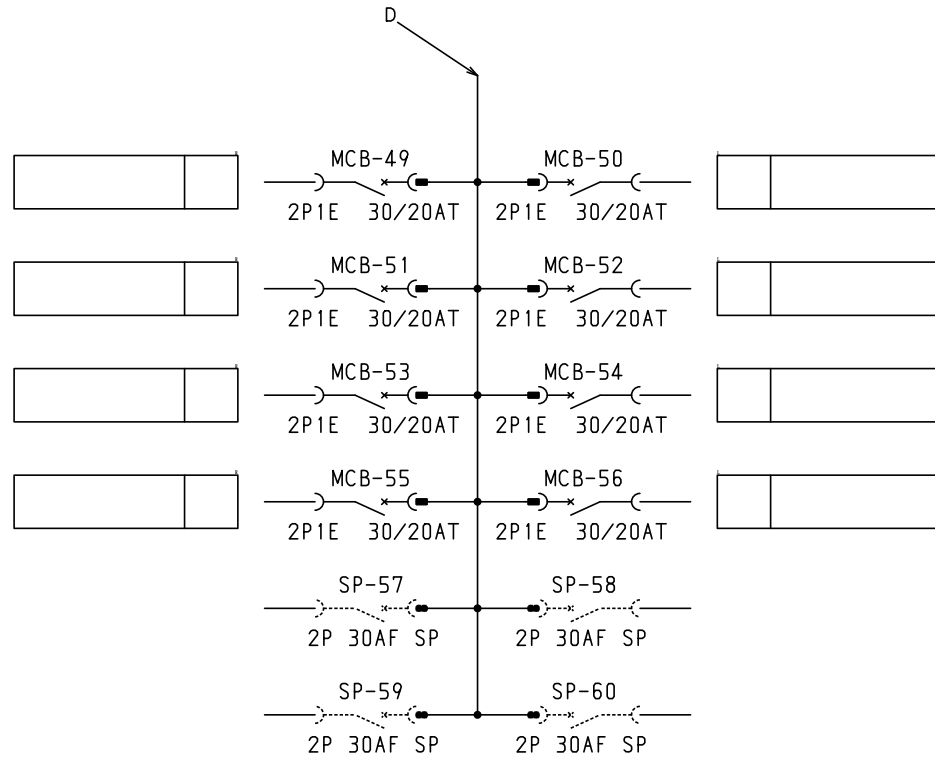 D
MCB-49 MCB-50
2P1E 30/20AT 2P1E 30/20AT
MCB-51 MCB-52
2P1E 30/20AT 2P1E 30/20AT
MCB-53 MCB-54
2P1E 30/20AT 2P1E 30/20AT
MCB-55 MCB-56
2P1E 30/20AT 2P1E 30/20AT
SP-57 SP-58
2P 30AF SP 2P 30AF SP
SP-59 SP-60
2P 30AF SP 2P 30AF SP